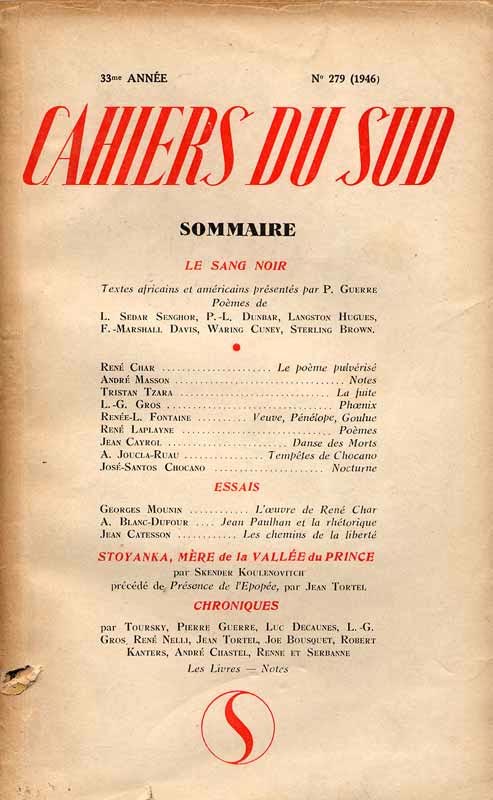 33me ANNÉE Nº 279 (1946)
CAHIERS DU SUD
SOMMAIRE
LE SANG NOIR
Textes africains et américains présentés par P. GUERRE
Poèmes de
L. SEDAR SENGHOR, P.-L. DUNBAR, LANGSTON HUGUES,
F.-MARSHALL DAVIS, WARING CUNEY, STERLING BROWN.
RENÉ CHAR ...................... Le poème pulvérisé
ANDRÉ MASSON .................................. Notes
TRISTAN TZARA ................................ La fuite
L.-G. GROS .................................. Phœnix
RENÉE-L. FONTAINE .......... Veuve, Pénélope, Goulue
RENÉ LAPLAYNE ................................ Poèmes
JEAN CAYROL ........................ Danse des Morts
A. JOUCLA-RUAU ................ Tempêtes de Chocano
JOSÉ-SANTOS CHOCANO ...................... Nocturne
ESSAIS
GEORGES MOUNIN ............ L'œuvre de René Char
A. BLANC-DUFOUR .... Jean Paulhan et la rhétorique
JEAN CATESSON ............ Les chemins de la liberté
STOYANKA, MÈRE de la VALLÉE du PRINCE
par SKENDER KOULENOVITCH
précédé de Présence de l'Epopée, par JEAN TORTEL
CHRONIQUES
par TOURSKY, PIERRE GUERRE, LUC DECAUNES, L.-G.
GROS, RENÉ NELLI, JEAN TORTEL, JOE BOUSQUET, ROBERT
KANTERS, ANDRÉ CHASTEL, RENNE ET SERBANNE
Les Livres — Notes
S